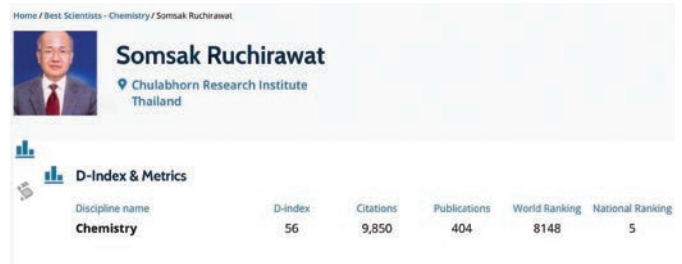 Home / Best Scientists - Chemistry / Somsak Ruchirawat
Somsak Ruchirawat
Chulabhorn Research Institute
Thailand
D-Index & Metrics
Discipline name D-index Citations Publications World Ranking National Ranking
Chemistry 56 9,850 404 8148 5